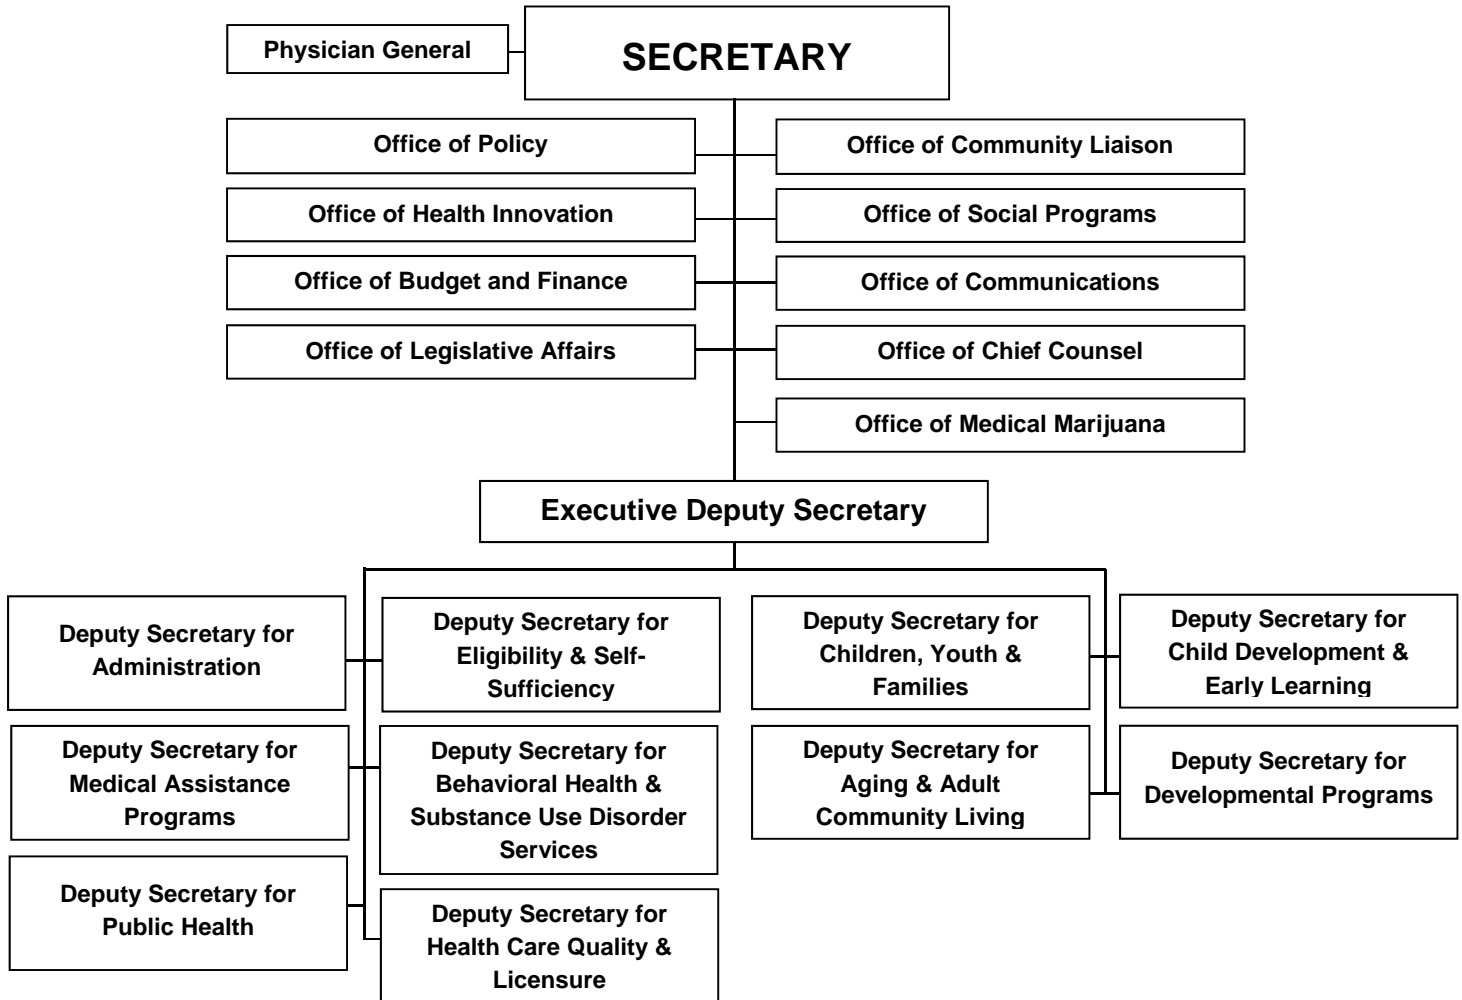 Physician General
SECRETARY
Office of Policy
Office of Community Liaison
Office of Health Innovation
Office of Social Programs
Office of Budget and Finance
Office of Communications
Office of Legislative Affairs
Office of Chief Counsel
Office of Medical Marijuana
Executive Deputy Secretary
Deputy Secretary for
Administration
Deputy Secretary for
Eligibility & Self-
Sufficiency
Deputy Secretary for
Children, Youth &
Families
Deputy Secretary for
Child Development &
Early Learning
Deputy Secretary for
Medical Assistance
Programs
Deputy Secretary for
Behavioral Health &
Substance Use Disorder
Services
Deputy Secretary for
Aging & Adult
Community Living
Deputy Secretary for
Developmental Programs
Deputy Secretary for
Public Health
Deputy Secretary for
Health Care Quality &
Licensure